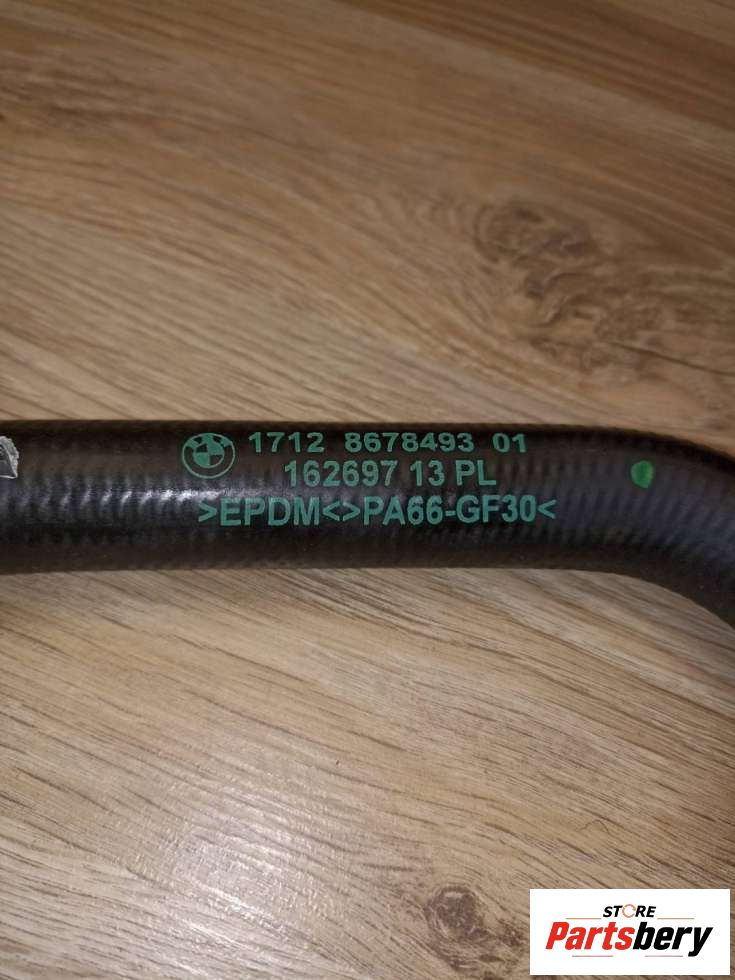 1712 8678493 01
162697 13 PL
>EPDM<>PA66-GF30<
STORE
Partsbery